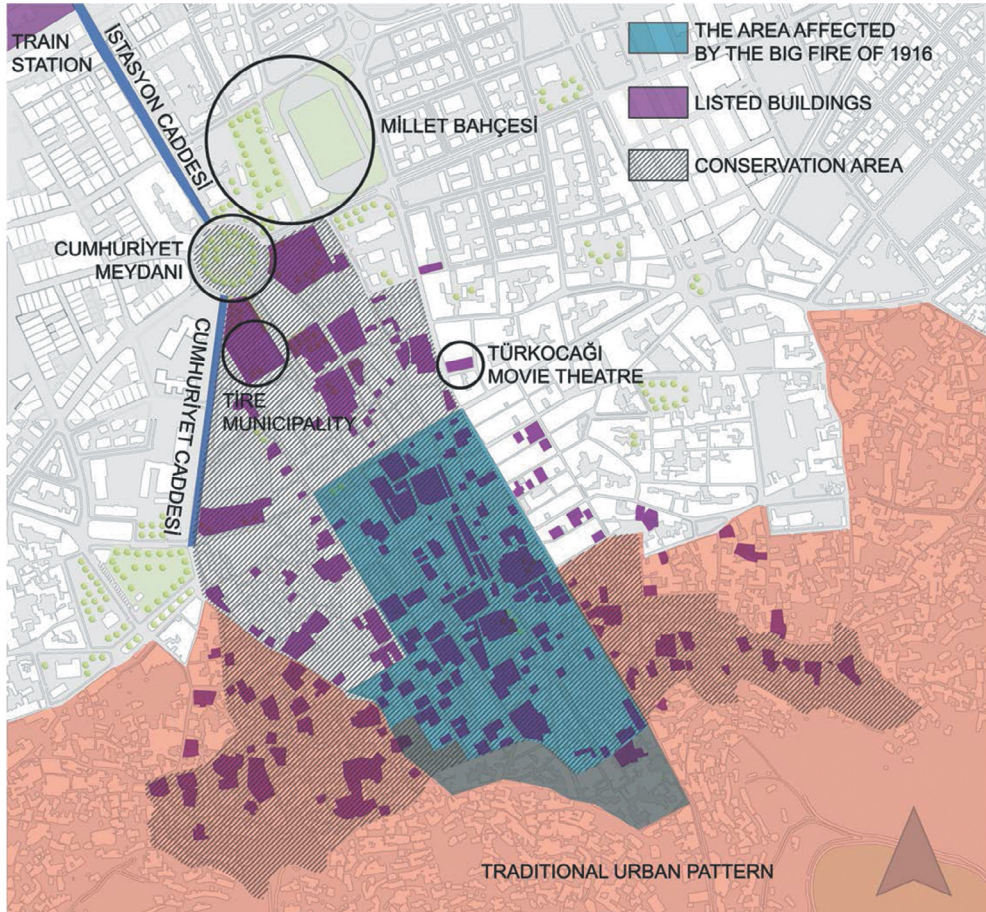 TRAIN
STATION
İSTASYON CADDESİ
THE AREA AFFECTED
BY THE BIG FIRE OF 1916
LISTED BUILDINGS
CONSERVATION AREA
MİLLET BAHÇESİ
CUMHURİYET
MEYDANI
CUMHURİYET CADDESİ
TİRE
MUNICIPALITY
TÜRKOCAĞI
MOVIE THEATRE
TRADITIONAL URBAN PATTERN